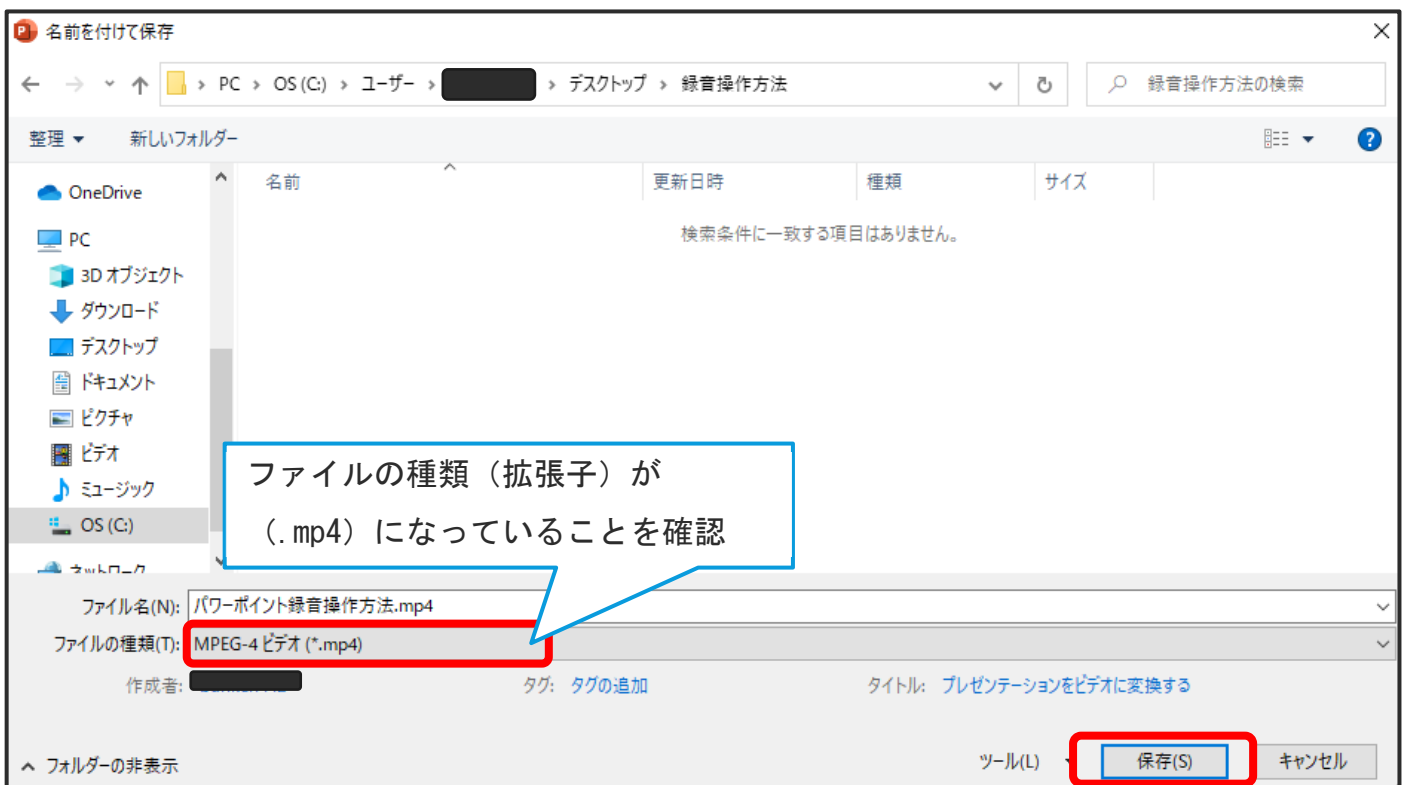 名前を付けて保存
PC › OS (C:) › ユーザー › › デスクトップ › 録音操作方法
録音操作方法の検索
整理 新しいフォルダー
名前 更新日時 種類 サイズ
検索条件に一致する項目はありません。
OneDrive
PC
3D オブジェクト
ダウンロード
デスクトップ
ドキュメント
ピクチャ
ビデオ
ミュージック
OS (C:)
ネットワーク
ファイルの種類（拡張子）が
（.mp4）になっていることを確認
ファイル名(N): パワーポイント録音操作方法.mp4
ファイルの種類(T): MPEG-4 ビデオ (*.mp4)
作成者: タグ: タグの追加 タイトル: プレゼンテーションをビデオに変換する
フォルダーの非表示 ツール(L) 保存(S) キャンセル